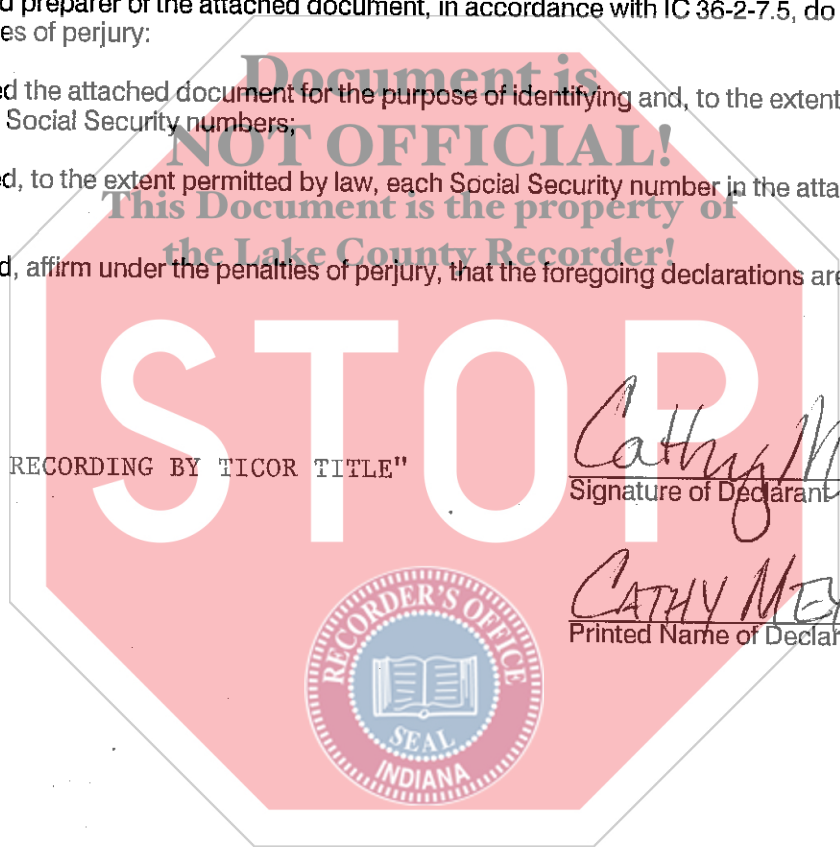 d preparer of the attached document, in accordance with IC 36-2-7.5, do
es of perjury:
Document is
ed the attached document for the purpose of identifying and, to the extent
Social Security numbers;
NOT OFFICIAL!
ed, to the extent permitted by law, each Social Security number in the atta
This Document is the property of
the Lake County Recorder!
d, affirm under the penalties of perjury, that the foregoing declarations are
STOP
RECORDING BY TICOR TITLE"
Cathy M
Signature of Declarant
CATHY MEY
Printed Name of Declar
RECORDER'S OFFICE
SEAL
INDIANA